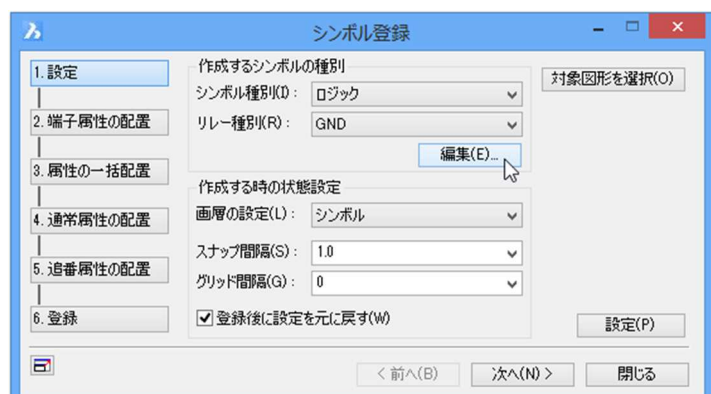 シンボル登録
1. 設定
2. 端子属性の配置
3. 属性の一括配置
4. 通常属性の配置
5. 追番属性の配置
6. 登録
作成するシンボルの種別
シンボル種別(I): ロジック
リレー種別(R): GND
編集(E)...
作成する時の状態設定
画層の設定(L): シンボル
スナップ間隔(S): 1.0
グリッド間隔(G): 0
登録後に設定を元に戻す(W)
対象図形を選択(O)
設定(P)
< 前へ(B) 次へ(N) > 閉じる